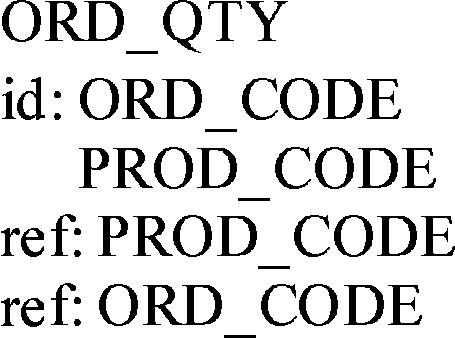 ORD_QTY
id: ORD_CODE
PROD_CODE
ref: PROD_CODE
ref: ORD_CODE